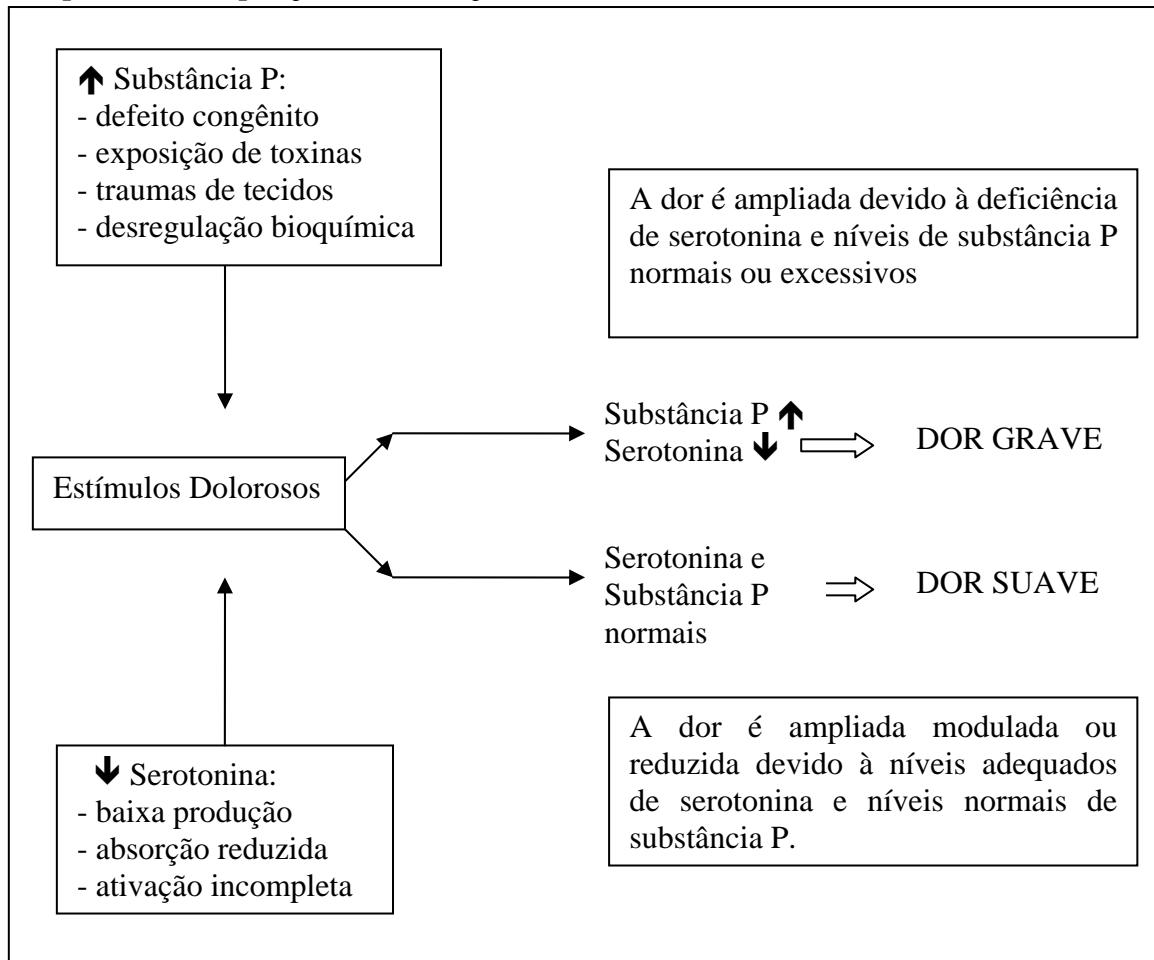 ↑ Substância P:
- defeito congênito
- exposição de toxinas
- traumas de tecidos
- desregulação bioquímica
A dor é ampliada devido à deficiência
de serotonina e níveis de substância P
normais ou excessivos
Substância P ↑
Serotonina ↓
DOR GRAVE
Estímulos Dolorosos
Serotonina e
Substância P
normais
DOR SUAVE
↓ Serotonina:
- baixa produção
- absorção reduzida
- ativação incompleta
A dor é ampliada modulada ou
reduzida devido à níveis adequados
de serotonina e níveis normais de
substância P.